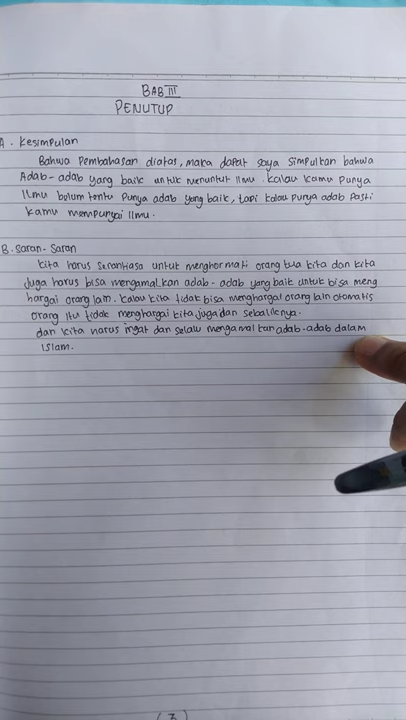 BAB III
PENUTUP
A. Kesimpulan
Bahwa Pembahasan diatas, maka dapat saya simpulkan bahwa
Adab-adab yang baik untuk menuntut Ilmu. kalau kamu Punya
Ilmu belum tentu Punya adab yang baik, tapi kalau punya adab Pasti
kamu mempunyai Ilmu.
B. Saran-Saran
kita harus Senantiasa untuk menghormati orang tua kita dan kita
Juga harus bisa mengamalkan adab-adab yang baik untuk bisa meng
hargai orang lain. kalau kita tidak bisa menghargai orang lain otomatis
orang itu tidak menghargai kita juga dan sebaliknya.
dan kita harus ingat dan selalu mengamalkan adab-adab dalam
Islam.